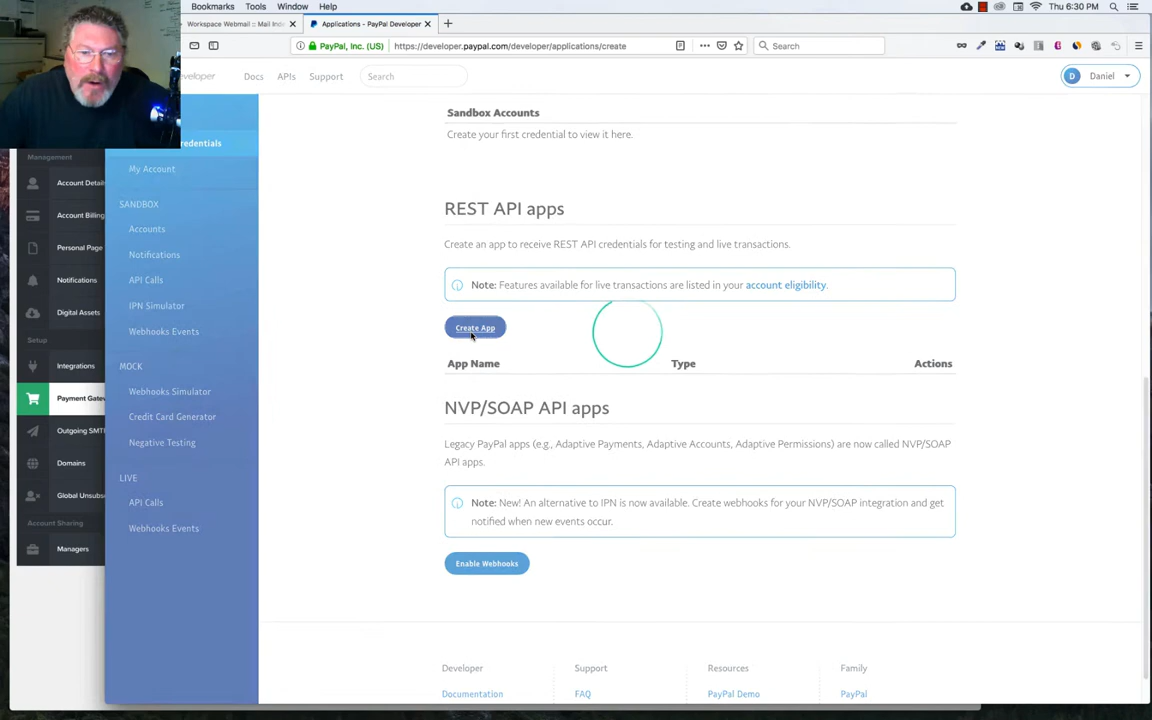 Bookmarks Tools Window Help
Thu 6:30 PM
Workspace Webmail :: Mail Inde
Applications - PayPal Developer
PayPal, Inc. (US)
https://developer.paypal.com/developer/applications/create
Search
Developer
Docs
APIs
Support
Search
D
Daniel
Management
Account Details
Account Billing
Personal Page
Notifications
Digital Assets
Setup
Integrations
Payment Gatew
Outgoing SMT
Domains
Global Unsubs
Account Sharing
Managers
redentials
My Account
SANDBOX
Accounts
Notifications
API Calls
IPN Simulator
Webhooks Events
MOCK
Webhooks Simulator
Credit Card Generator
Negative Testing
LIVE
API Calls
Webhooks Events
Sandbox Accounts
Create your first credential to view it here.
REST API apps
Create an app to receive REST API credentials for testing and live transactions.
Note: Features available for live transactions are listed in your account eligibility.
Create App
App Name
Type
Actions
NVP/SOAP API apps
Legacy PayPal apps (e.g., Adaptive Payments, Adaptive Accounts, Adaptive Permissions) are now called NVP/SOAP
API apps.
Note: New! An alternative to IPN is now available. Create webhooks for your NVP/SOAP integration and get
notified when new events occur.
Enable Webhooks
Developer
Support
Resources
Family
Documentation
FAQ
PayPal Demo
PayPal